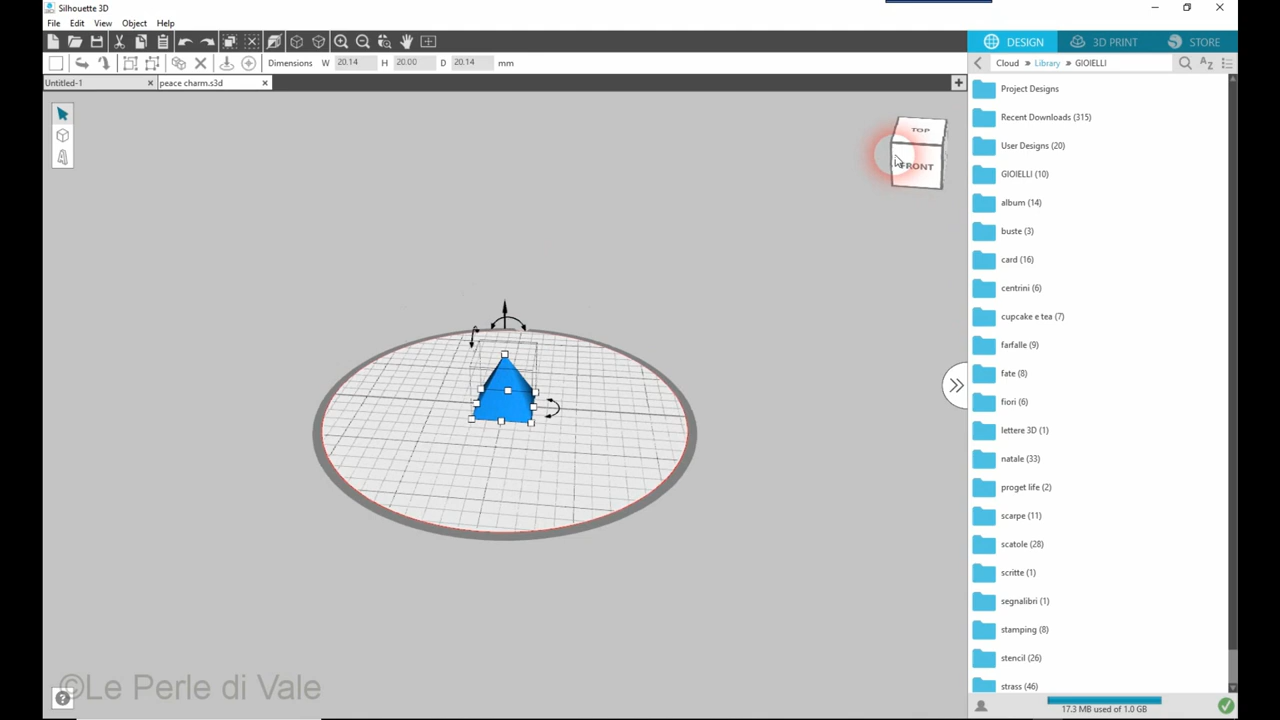 Silhouette 3D
File Edit View Object Help
Dimensions W 20.14 H 20.00 D 20.14 mm
DESIGN 3D PRINT STORE
Cloud » Library » GIOIELLI
Untitled-1 peace charm.s3d
TOP
FRONT
Project Designs
Recent Downloads (315)
User Designs (20)
GIOIELLI (10)
album (14)
buste (3)
card (16)
centrini (6)
cupcake e tea (7)
farfalle (9)
fate (8)
fiori (6)
lettere 3D (1)
natale (33)
proget life (2)
scarpe (11)
scatole (28)
scritte (1)
segnalibri (1)
stamping (8)
stencil (26)
strass (46)
17.3 MB used of 1.0 GB
©Le Perle di Vale